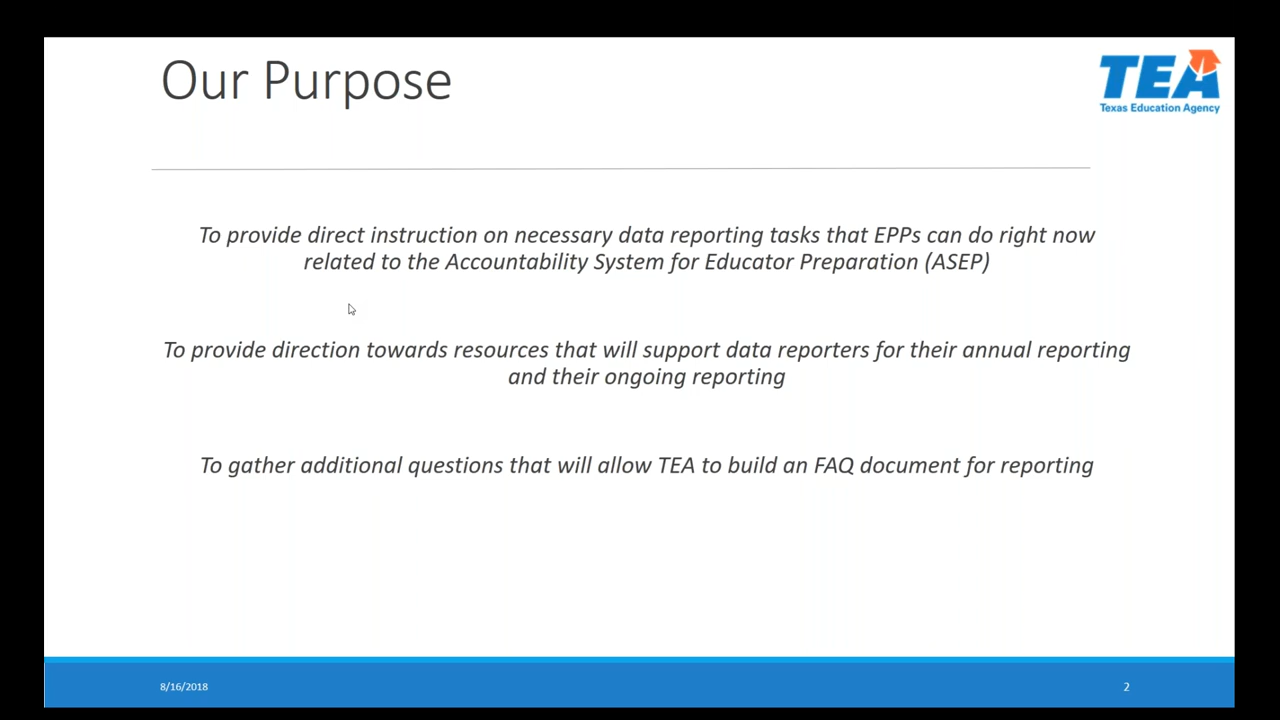 Our Purpose
TEA
Texas Education Agency
To provide direct instruction on necessary data reporting tasks that EPPs can do right now
related to the Accountability System for Educator Preparation (ASEP)
To provide direction towards resources that will support data reporters for their annual reporting
and their ongoing reporting
To gather additional questions that will allow TEA to build an FAQ document for reporting
8/16/2018
2